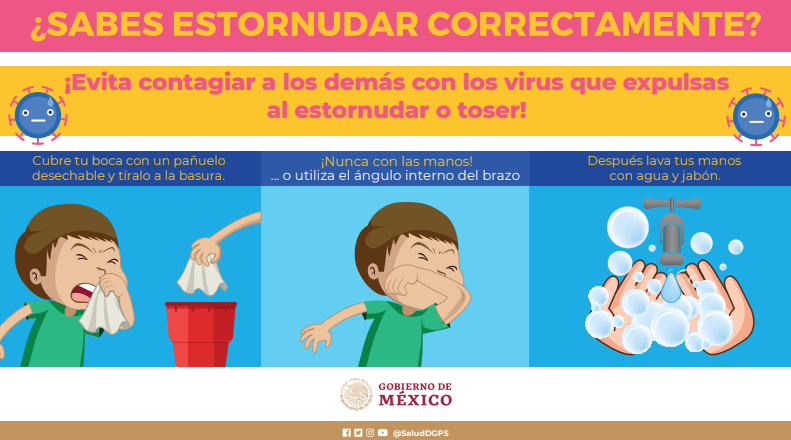 ¿SABES ESTORNUDAR CORRECTAMENTE?
¡Evita contagiar a los demás con los virus que expulsas
al estornudar o toser!
Cubre tu boca con un pañuelo
desechable y tíralo a la basura.
¡Nunca con las manos!
... o utiliza el ángulo interno del brazo
Después lava tus manos
con agua y jabón.
GOBIERNO DE
MÉXICO
@SaludDGPS